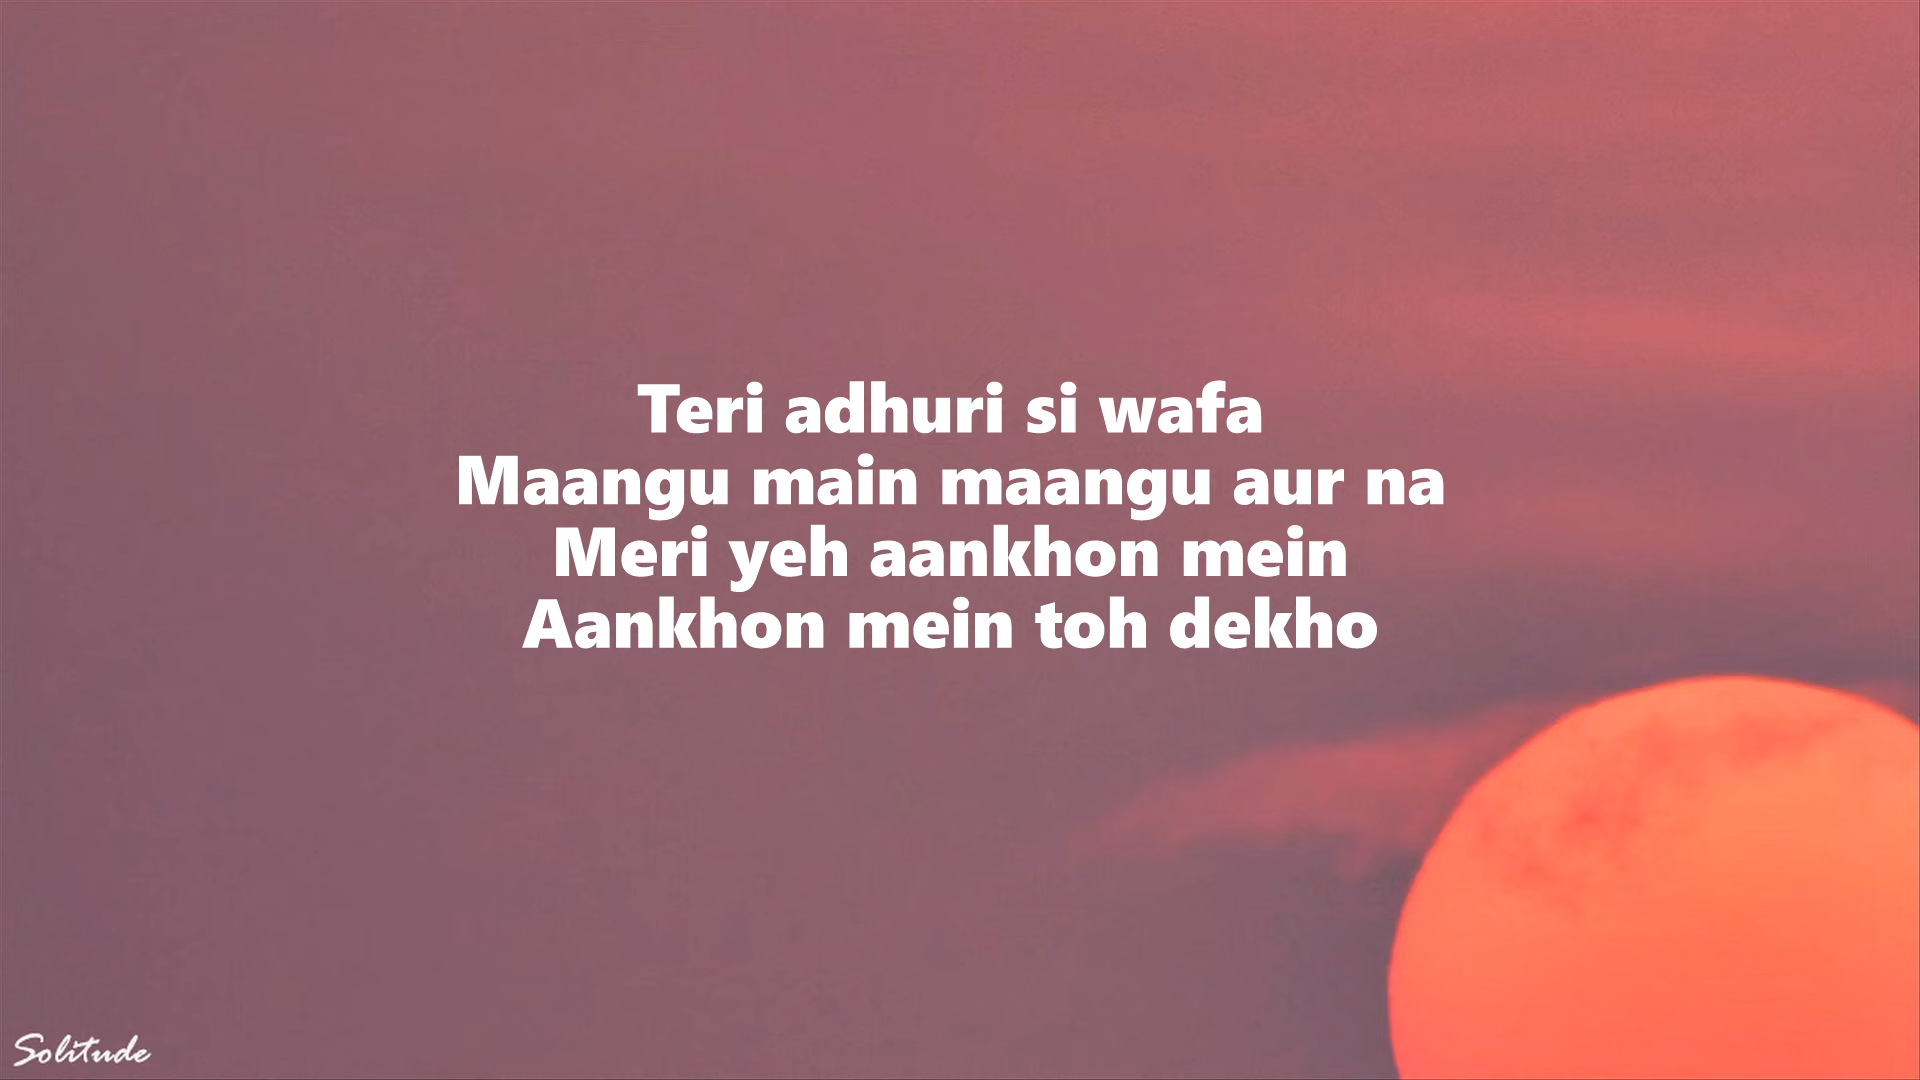 Teri adhuri si wafa
Maangu main maangu aur na
Meri yeh aankhon mein
Aankhon mein toh dekho
Solitude